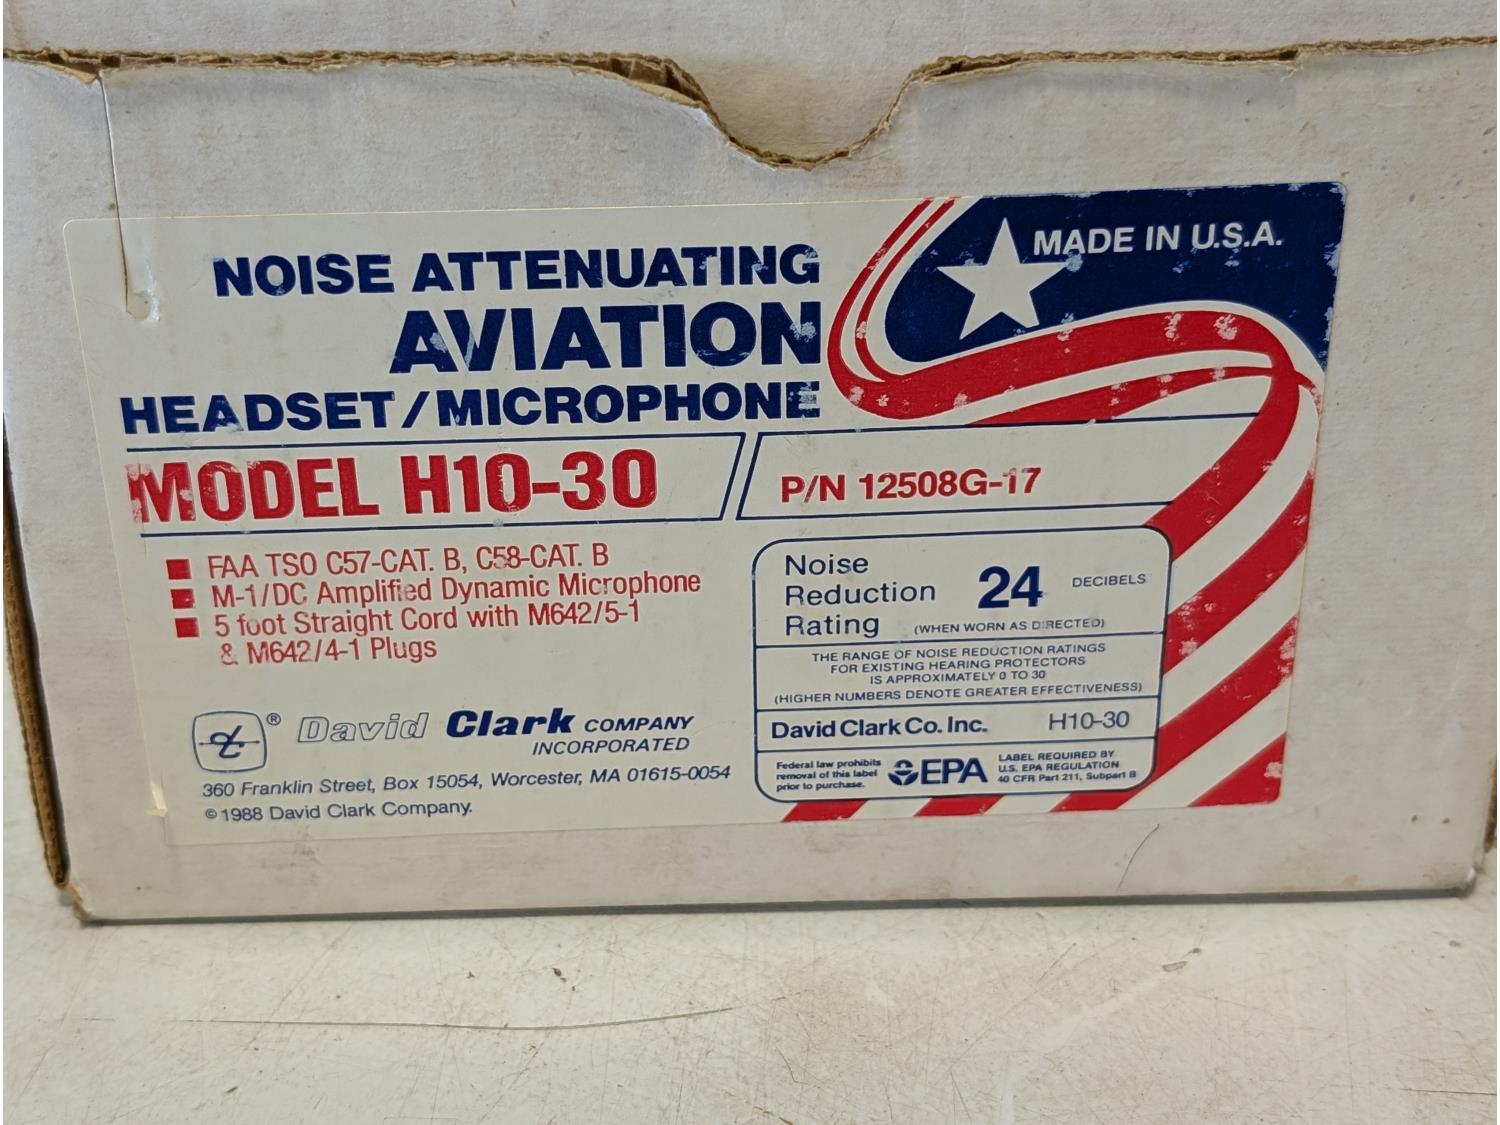 MADE IN U.S.A.
NOISE ATTENUATING
AVIATION
HEADSET/MICROPHONE
MODEL H10-30
P/N 12508G-17
FAA TSO C57-CAT. B, C58-CAT. B
M-1/DC Amplified Dynamic Microphone
5 foot Straight Cord with M642/5-1
& M642/4-1 Plugs
Noise
Reduction 24 DECIBELS
Rating (WHEN WORN AS DIRECTED)
THE RANGE OF NOISE REDUCTION RATINGS
FOR EXISTING HEARING PROTECTORS
IS APPROXIMATELY 0 TO 30
(HIGHER NUMBERS DENOTE GREATER EFFECTIVENESS)
David Clark Co. Inc. H10-30
Federal law prohibits
removal of this label
prior to purchase.
EPA
LABEL REQUIRED BY
U.S. EPA REGULATION
40 CFR Part 211, Subpart B
DC ® David Clark COMPANY
INCORPORATED
360 Franklin Street, Box 15054, Worcester, MA 01615-0054
© 1988 David Clark Company.